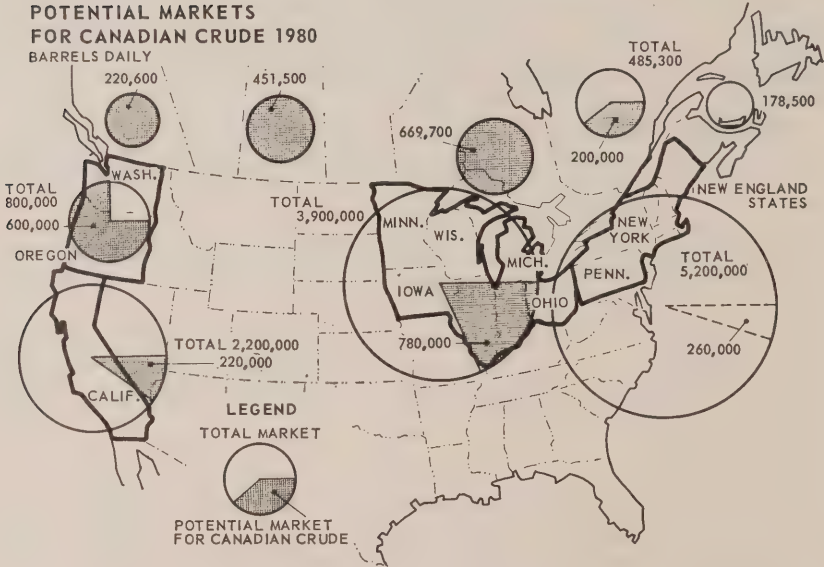 POTENTIAL MARKETS
FOR CANADIAN CRUDE 1980
BARRELS DAILY
220,600
451,500
TOTAL
485,300
178,500
669,700
200,000
WASH.
TOTAL
800,000
600,000
OREGON
TOTAL
3,900,000
MINN.
WIS.
MICH.
NEW ENGLAND
STATES
NEW
YORK
PENN.
TOTAL
5,200,000
IOWA
OHIO
780,000
260,000
TOTAL 2,200,000
220,000
CALIF.
LEGEND
TOTAL MARKET
POTENTIAL MARKET
FOR CANADIAN CRUDE